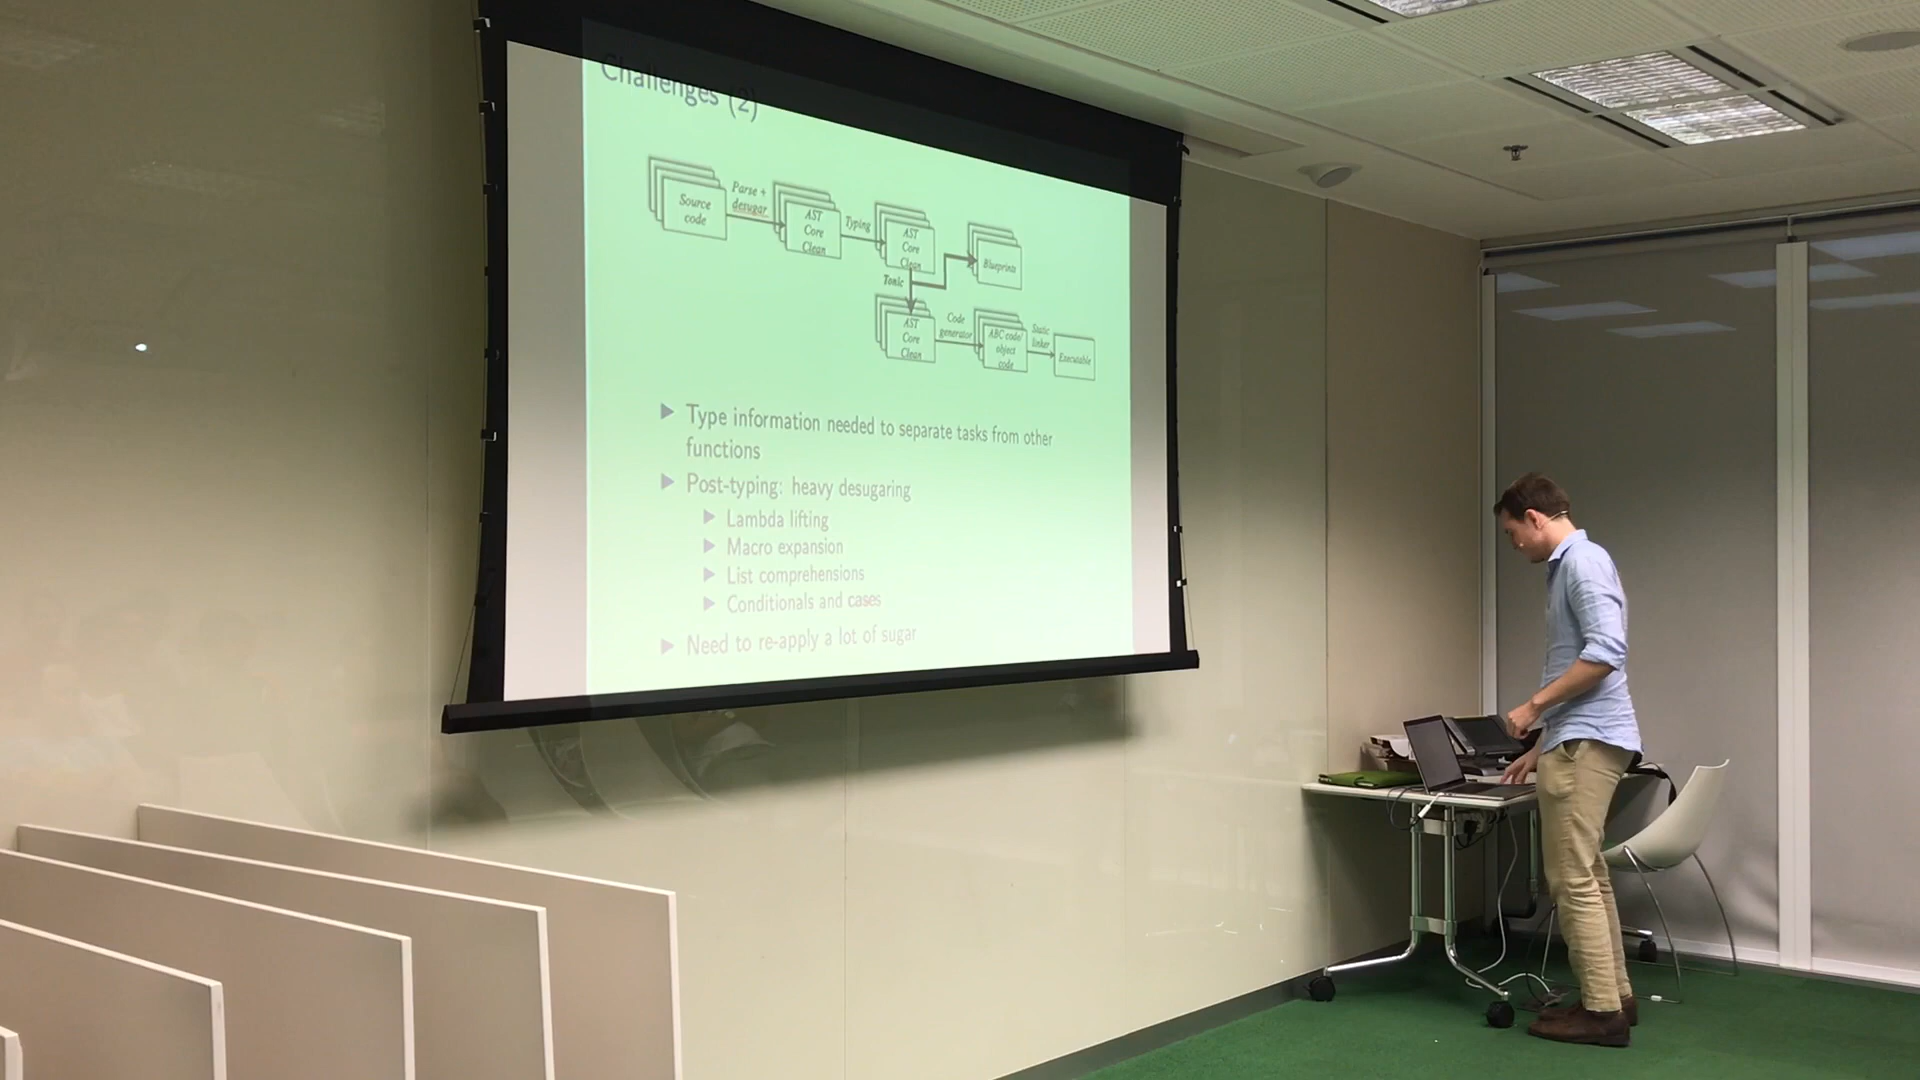 Challenges (2)
Source
code
Parse +
desugar
AST
Core
Clean
Typing
AST
Core
Clean
Blueprints
Tonic
AST
Core
Clean
Code
generator
ABC code/
object
code
Static
linker
Executable
Type information needed to separate tasks from other
functions
Post-typing: heavy desugaring
Lambda lifting
Macro expansion
List comprehensions
Conditionals and cases
Need to re-apply a lot of sugar